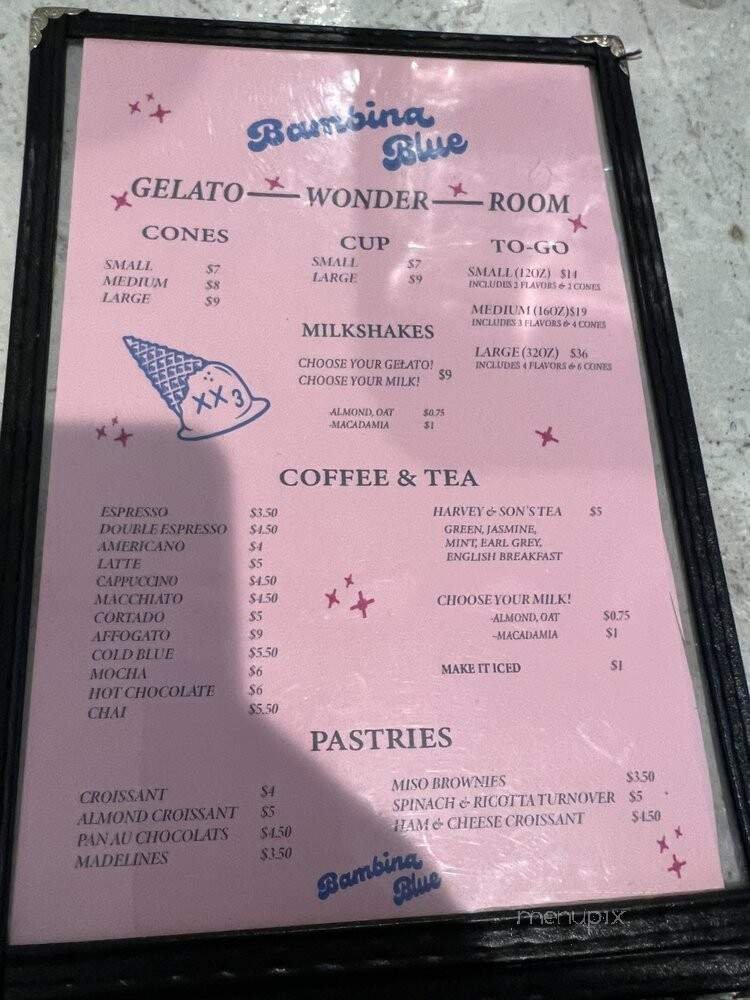 Bambina
Blue
GELATO — WONDER — ROOM
CONES
SMALL $7
MEDIUM $8
LARGE $9
CUP
SMALL $7
LARGE $9
TO-GO
SMALL (12OZ) $14
INCLUDES 2 FLAVORS & 2 CONES
MEDIUM (16OZ)$19
INCLUDES 3 FLAVORS & 4 CONES
LARGE (32OZ) $36
INCLUDES 4 FLAVORS & 6 CONES
MILKSHAKES
CHOOSE YOUR GELATO!
CHOOSE YOUR MILK! $9
-ALMOND, OAT $0.75
-MACADAMIA $1
XX3
COFFEE & TEA
ESPRESSO $3.50
DOUBLE ESPRESSO $4.50
AMERICANO $4
LATTE $5
CAPPUCCINO $4.50
MACCHIATO $4.50
CORTADO $5
AFFOGATO $9
COLD BLUE $5.50
MOCHA $6
HOT CHOCOLATE $6
CHAI $5.50
HARVEY & SON'S TEA $5
GREEN, JASMINE,
MINT, EARL GREY,
ENGLISH BREAKFAST
CHOOSE YOUR MILK!
-ALMOND, OAT $0.75
-MACADAMIA $1
MAKE IT ICED $1
PASTRIES
CROISSANT $4
ALMOND CROISSANT $5
PAN AU CHOCOLATS $4.50
MADELINES $3.50
MISO BROWNIES $3.50
SPINACH & RICOTTA TURNOVER $5
HAM & CHEESE CROISSANT $4.50
Bambina
Blue
menupix